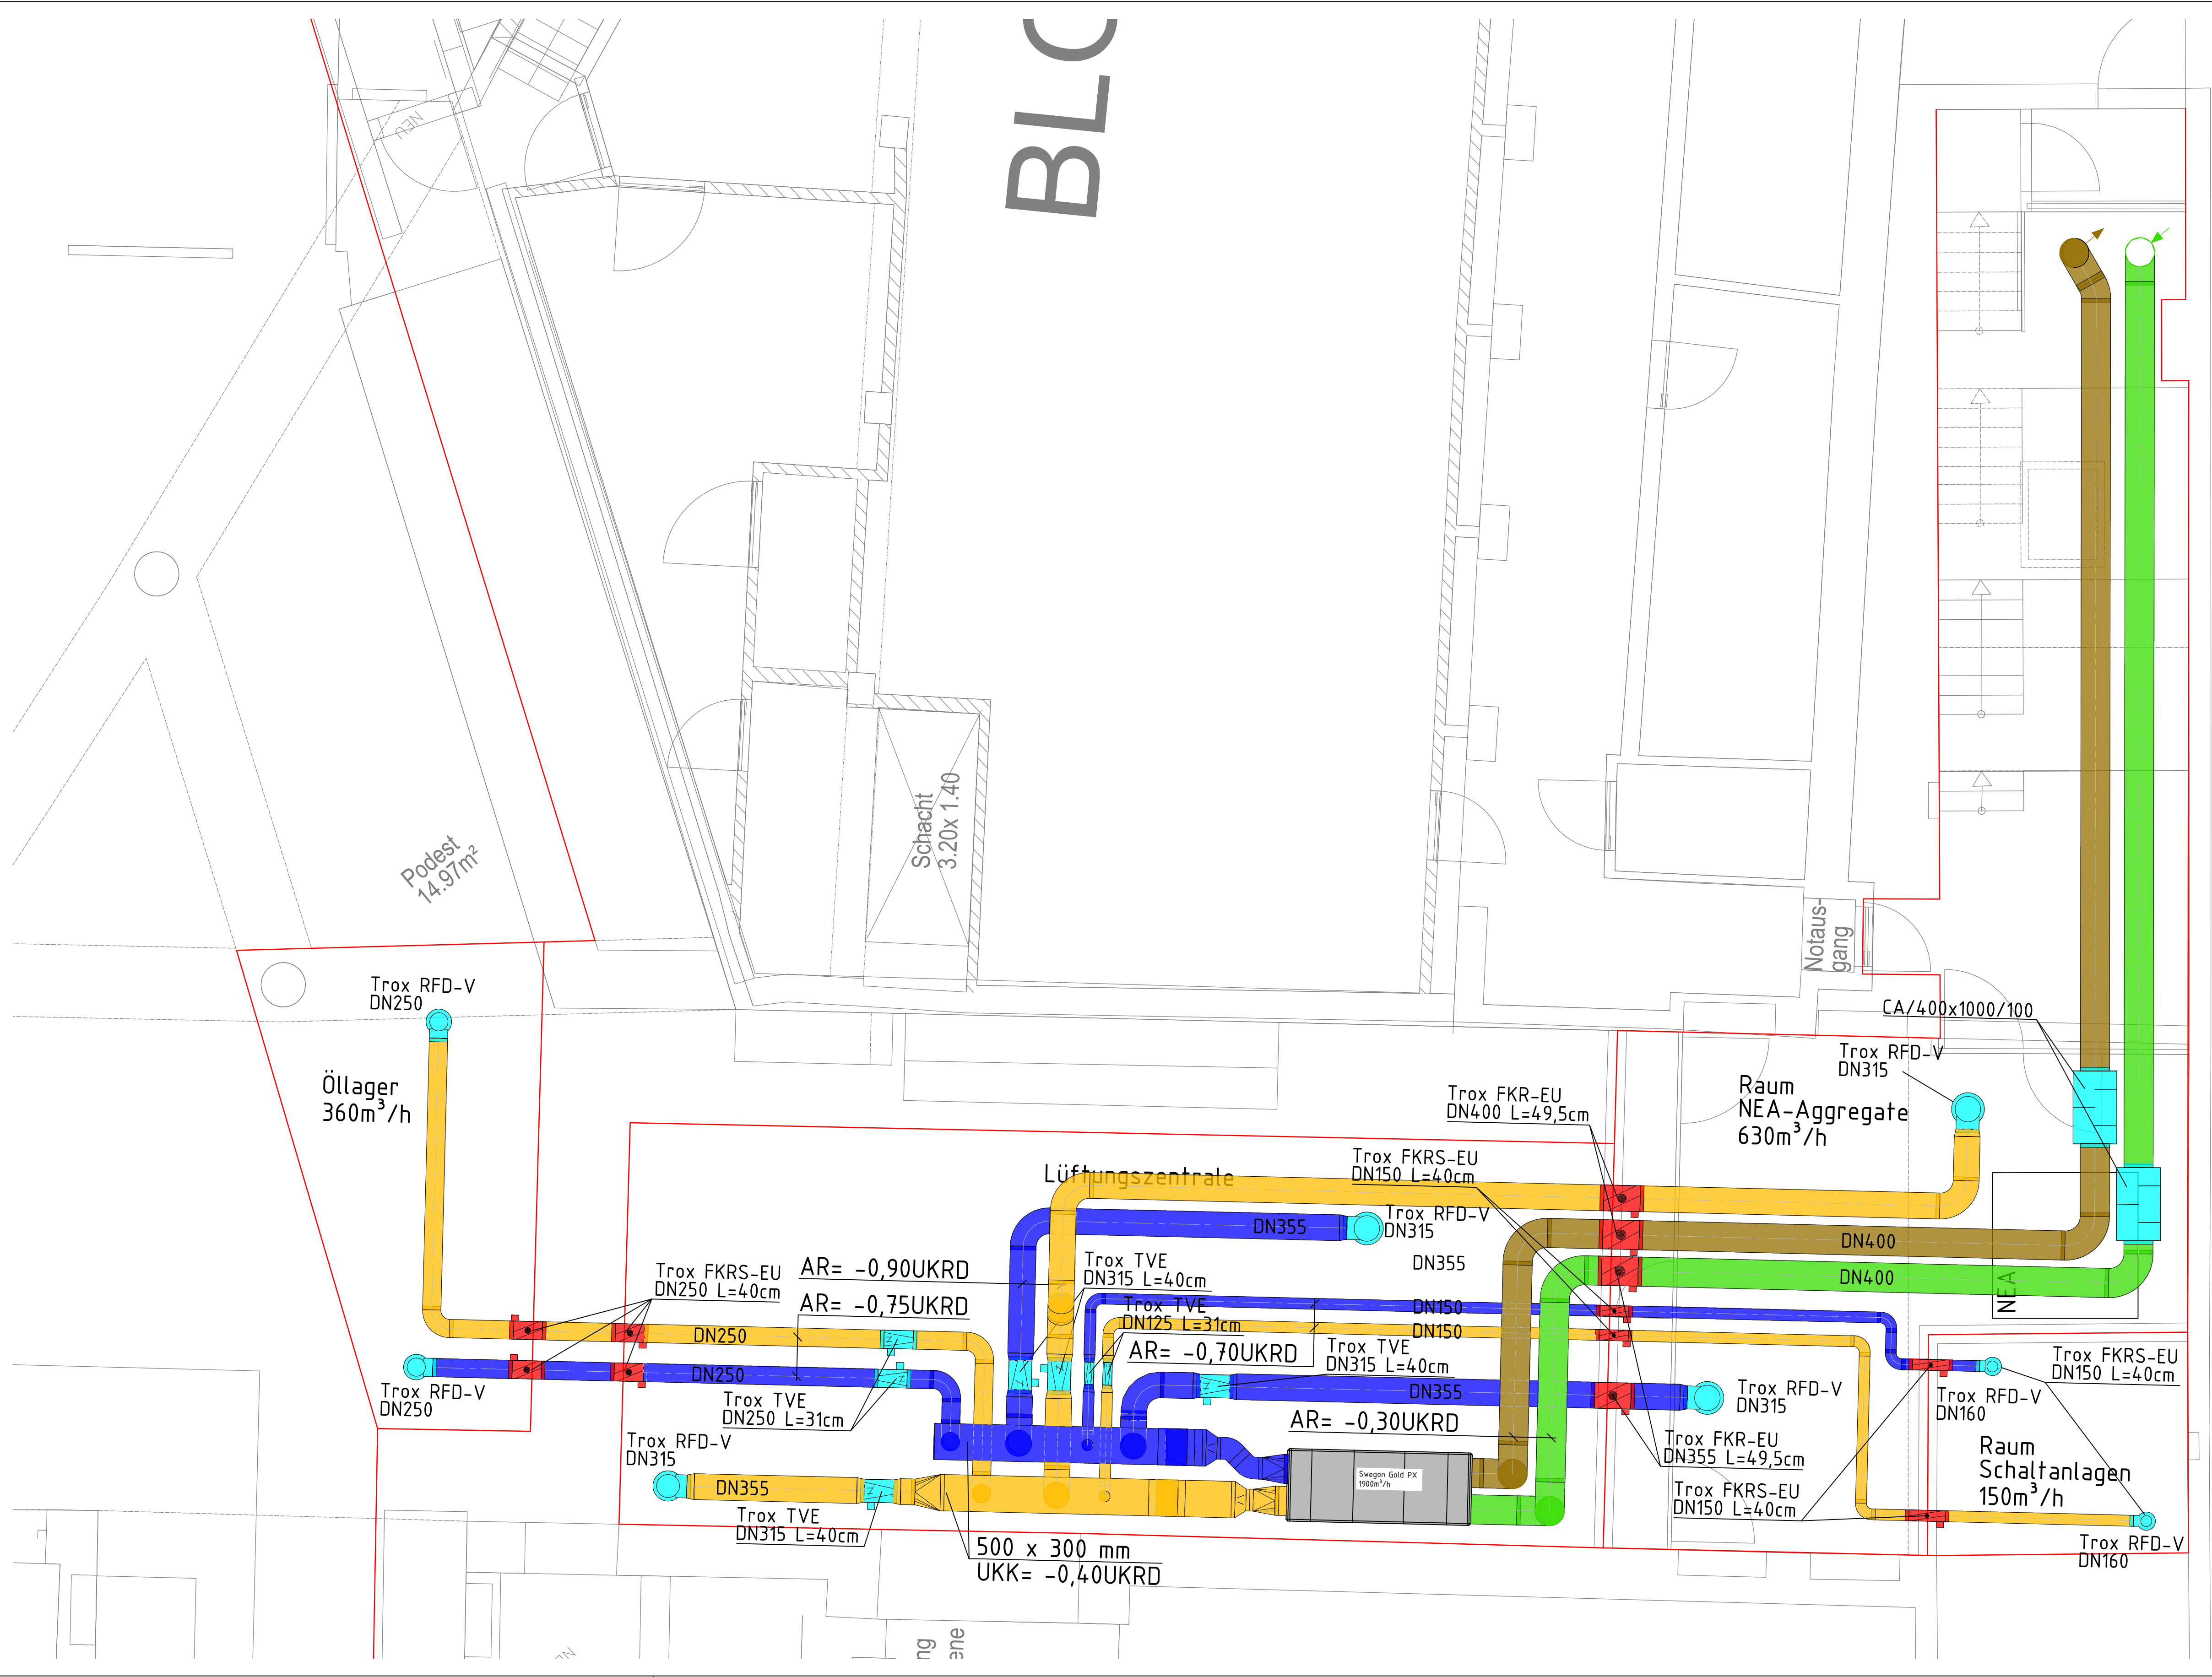 BLO
NEU
Podest
14.97m²
Schacht
3.20x 1.40
Notaus-
gang
Trox RFD-V
DN250
Öllager
360m³/h
CA/400x1000/100
Trox RFD-V
DN315
Raum
NEA-Aggregate
630m³/h
Trox FKR-EU
DN400 L=49,5cm
Trox FKRS-EU
DN150 L=40cm
Lüftungszentrale
DN355
Trox RFD-V
DN315
DN355
DN400
DN400
NEA
Trox FKRS-EU
DN250 L=40cm
AR= -0,90UKRD
AR= -0,75UKRD
Trox TVE
DN315 L=40cm
Trox TVE
DN125 L=31cm
DN150
DN150
AR= -0,70UKRD
Trox TVE
DN315 L=40cm
DN250
DN250
DN355
Trox RFD-V
DN250
Trox TVE
DN250 L=31cm
AR= -0,30UKRD
Trox RFD-V
DN315
Trox FKRS-EU
DN150 L=40cm
Trox RFD-V
DN160
Trox RFD-V
DN315
DN355
Trox FKR-EU
DN355 L=49,5cm
Raum
Schaltanlagen
150m³/h
Swegon Gold PX
1900m³/h
Trox FKRS-EU
DN150 L=40cm
Trox TVE
DN315 L=40cm
500 x 300 mm
UKK= -0,40UKRD
Trox RFD-V
DN160
ng
ene